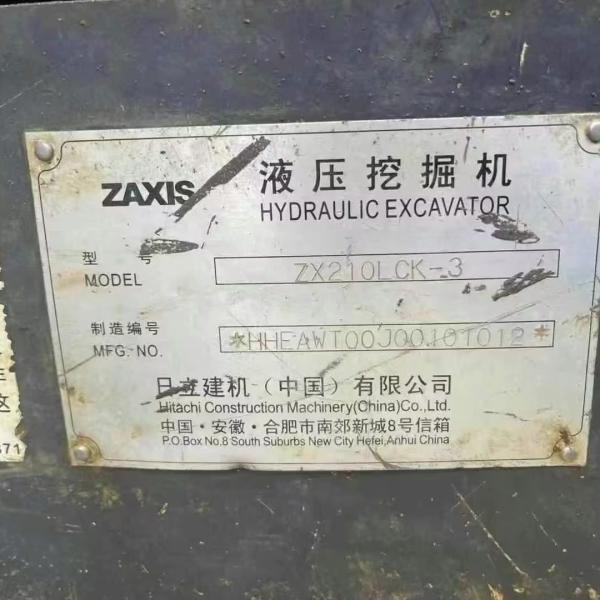 ZAXIS
液压挖掘机
HYDRAULIC EXCAVATOR
型 号
MODEL
ZX210LCK-3
制造编号
MFG. NO.
*HHEAWT00J00101012*
日立建机(中国)有限公司
Hitachi Construction Machinery(China)Co.,Ltd.
中国·安徽·合肥市南郊新城8号信箱
P.O.Box No.8 South Suburbs New City Hefei,Anhui China
这
371